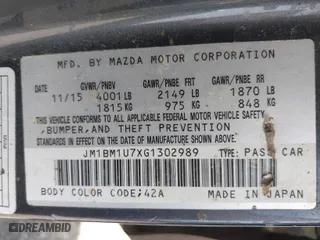 MFD. BY MAZDA MOTOR CORPORATION
DATE GVWR/PNBV GAWR/PNBE FRT GAWR/PNBE RR
11/15 4001LB 2149 LB 1870 LB
1815KG 975 KG 848 KG
THIS VEHICLE CONFORMS TO ALL APPLICABLE FEDERAL MOTOR VEHICLE SAFETY,
BUMPER,AND THEFT PREVENTION
STANDARDS IN EFFECT ON THE DATE OF MANUFACTURE SHOWN ABOVE.
JM1BM1U7XG1302989 TYPE: PASS CAR
BODY COLOR CODE;42A MADE IN JAPAN